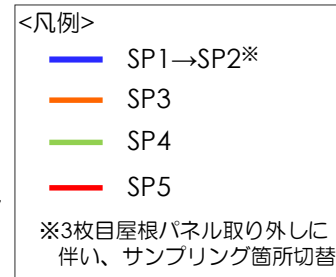 <凡例>
SP1→SP2※
SP3
SP4
SP5
※3枚目屋根パネル取り外しに
伴い、サンプリング箇所切替